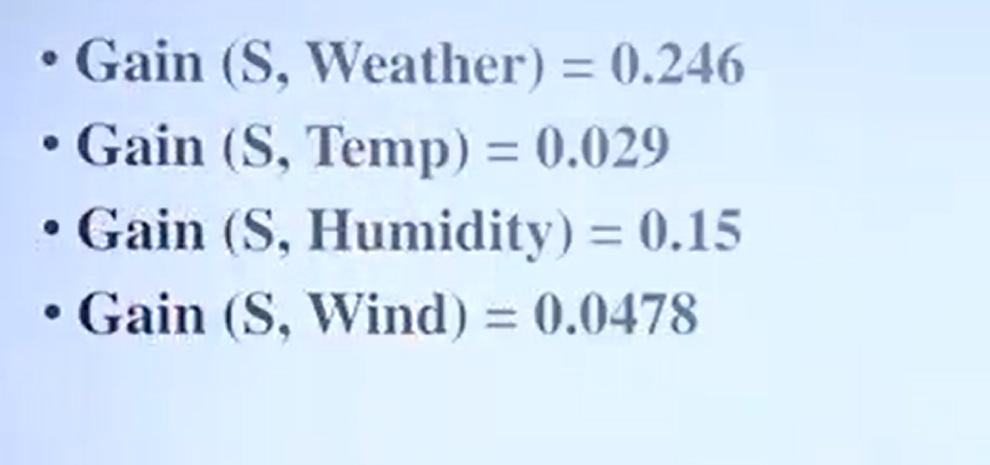 • Gain (S, Weather) = 0.246
• Gain (S, Temp) = 0.029
• Gain (S, Humidity) = 0.15
• Gain (S, Wind) = 0.0478